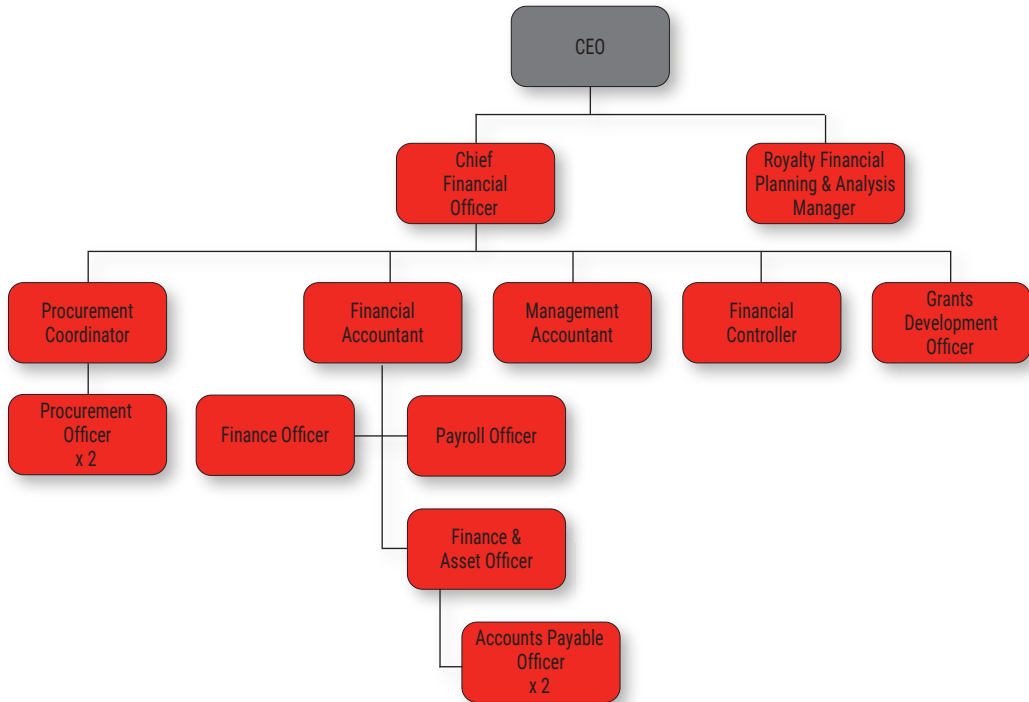 CEO
Chief
Financial
Officer
Royalty Financial
Planning & Analysis
Manager
Procurement
Coordinator
Financial
Accountant
Management
Accountant
Financial
Controller
Grants
Development
Officer
Procurement
Officer
x 2
Finance Officer
Payroll Officer
Finance &
Asset Officer
Accounts Payable
Officer
x 2